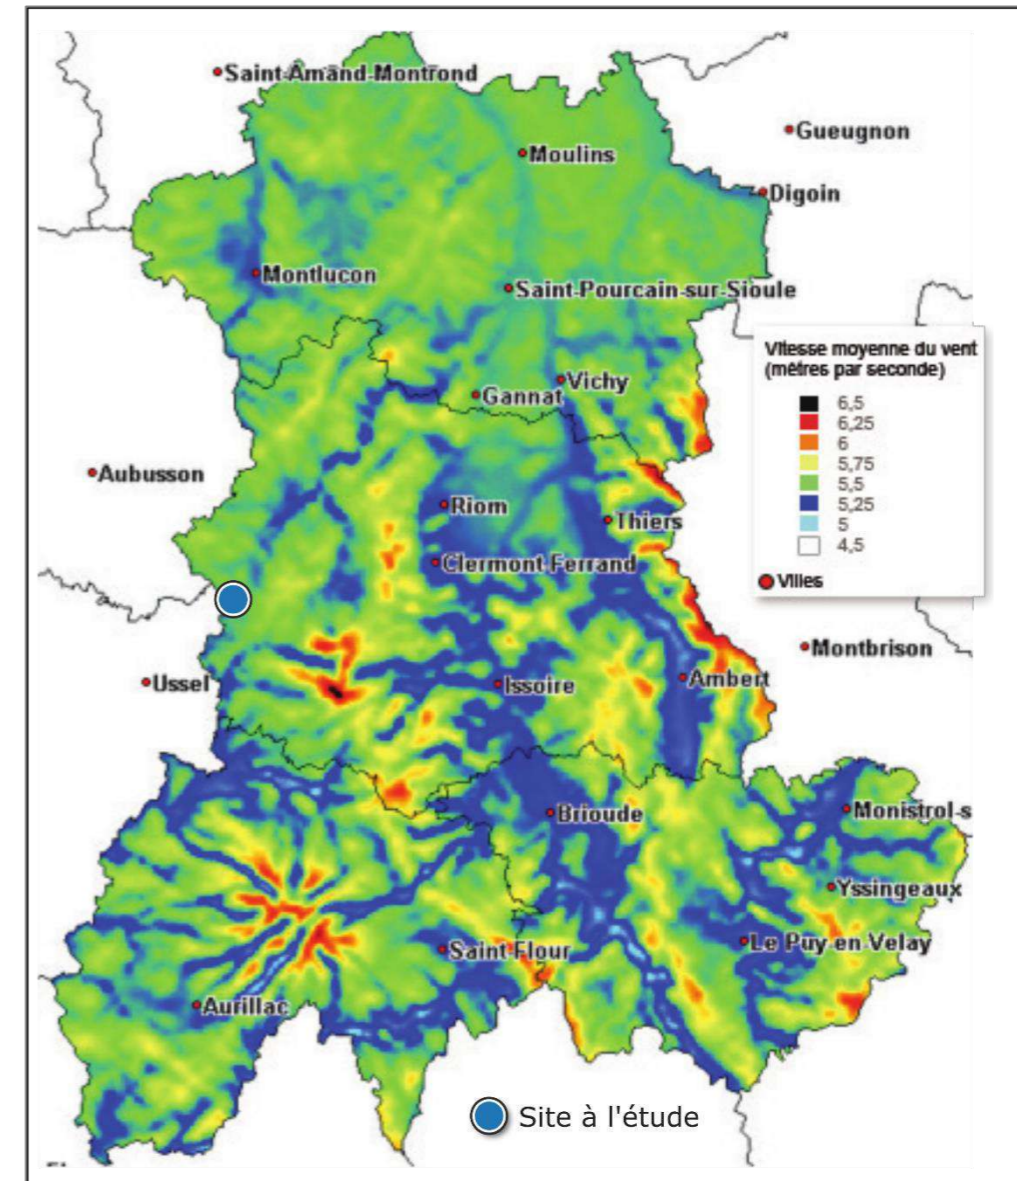 Saint-Amand-Montrond
Gueugnon
Moulins
Digoin
Montlucon
Saint-Pourcain-sur-Sioule
Vitesse moyenne du vent
(mètres par seconde)
6,5
6,25
6
5,75
5,5
5,25
5
4,5
Villes
Vichy
Gannat
Aubusson
Riom
Thiers
Clermont-Ferrand
Montbrison
Ussel
Issoire
Ambert
Brioude
Monistrol-s
Yssingeaux
Saint-Flour
Le Puy-en-Velay
Aurillac
Site à l'étude